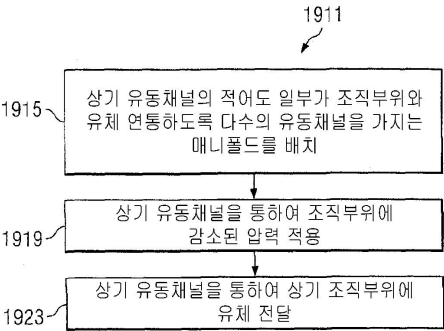 1911
1915
상기 유동채널의 적어도 일부가 조직부위와
유체 연통하도록 다수의 유동채널을 가지는
매니폴드를 배치
1919
상기 유동채널을 통하여 조직부위에
감소된 압력 적용
1923
상기 유동채널을 통하여 상기 조직부위에
유체 전달